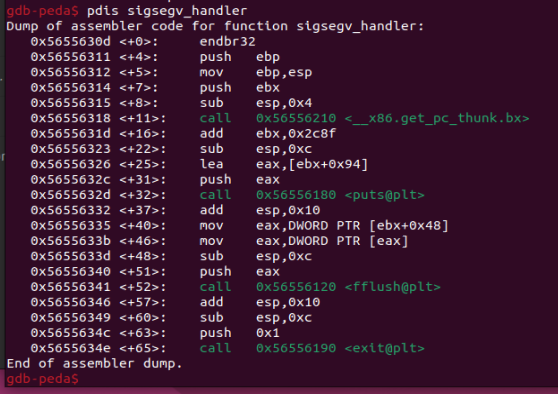 gdb-peda$ pdis sigsegv_handler
Dump of assembler code for function sigsegv_handler:
0x5655630d <+0>: endbr32
0x56556311 <+4>: push ebp
0x56556312 <+5>: mov ebp,esp
0x56556314 <+7>: push ebx
0x56556315 <+8>: sub esp,0x4
0x56556318 <+11>: call 0x56556210 <__x86.get_pc_thunk.bx>
0x5655631d <+16>: add ebx,0x2c8f
0x56556323 <+22>: sub esp,0xc
0x56556326 <+25>: lea eax,[ebx+0x94]
0x5655632c <+31>: push eax
0x5655632d <+32>: call 0x56556180 <puts@plt>
0x56556332 <+37>: add esp,0x10
0x56556335 <+40>: mov eax,DWORD PTR [ebx+0x48]
0x5655633b <+46>: mov eax,DWORD PTR [eax]
0x5655633d <+48>: sub esp,0xc
0x56556340 <+51>: push eax
0x56556341 <+52>: call 0x56556120 <fflush@plt>
0x56556346 <+57>: add esp,0x10
0x56556349 <+60>: sub esp,0xc
0x5655634c <+63>: push 0x1
0x5655634e <+65>: call 0x56556190 <exit@plt>
End of assembler dump.
gdb-peda$